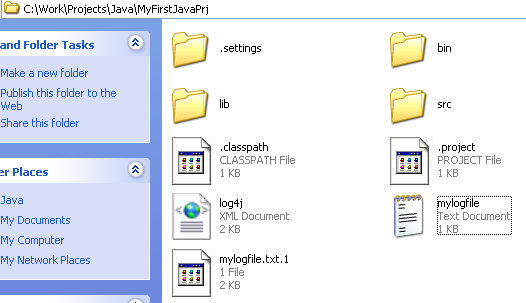 C:\Work\Projects\Java\MyFirstJavaPrj
and Folder Tasks
Make a new folder
Publish this folder to the
Web
Share this folder
er Places
Java
My Documents
My Computer
My Network Places
.settings
bin
lib
src
.classpath
CLASSPATH File
1 KB
.project
PROJECT File
1 KB
log4j
XML Document
2 KB
mylogfile
Text Document
1 KB
mylogfile.txt.1
1 File
2 KB